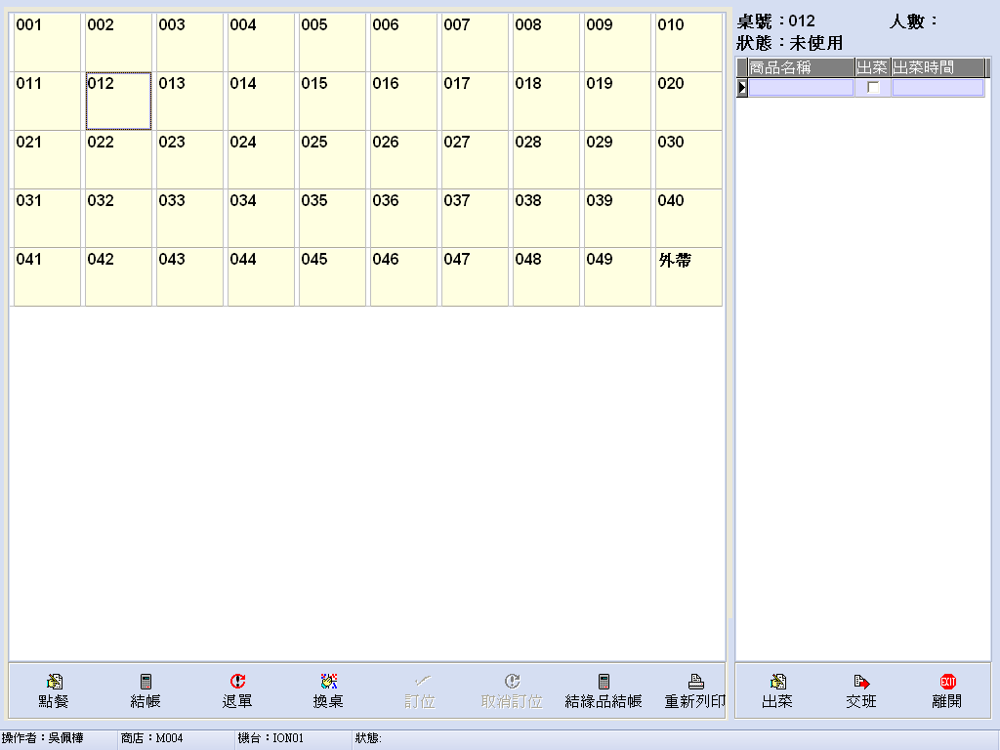 001 002 003 004 005 006 007 008 009 010
011 012 013 014 015 016 017 018 019 020
021 022 023 024 025 026 027 028 029 030
031 032 033 034 035 036 037 038 039 040
041 042 043 044 045 046 047 048 049 外帶
桌號：012 人數：
狀態：未使用
商品名稱 出菜 出菜時間
點餐 結帳 退單 換桌 訂位 取消訂位 結緣品結帳 重新列印
EXIT
出菜 交班 離開
操作者：吳佩樺 商店：M004 機台：ION01 狀態: